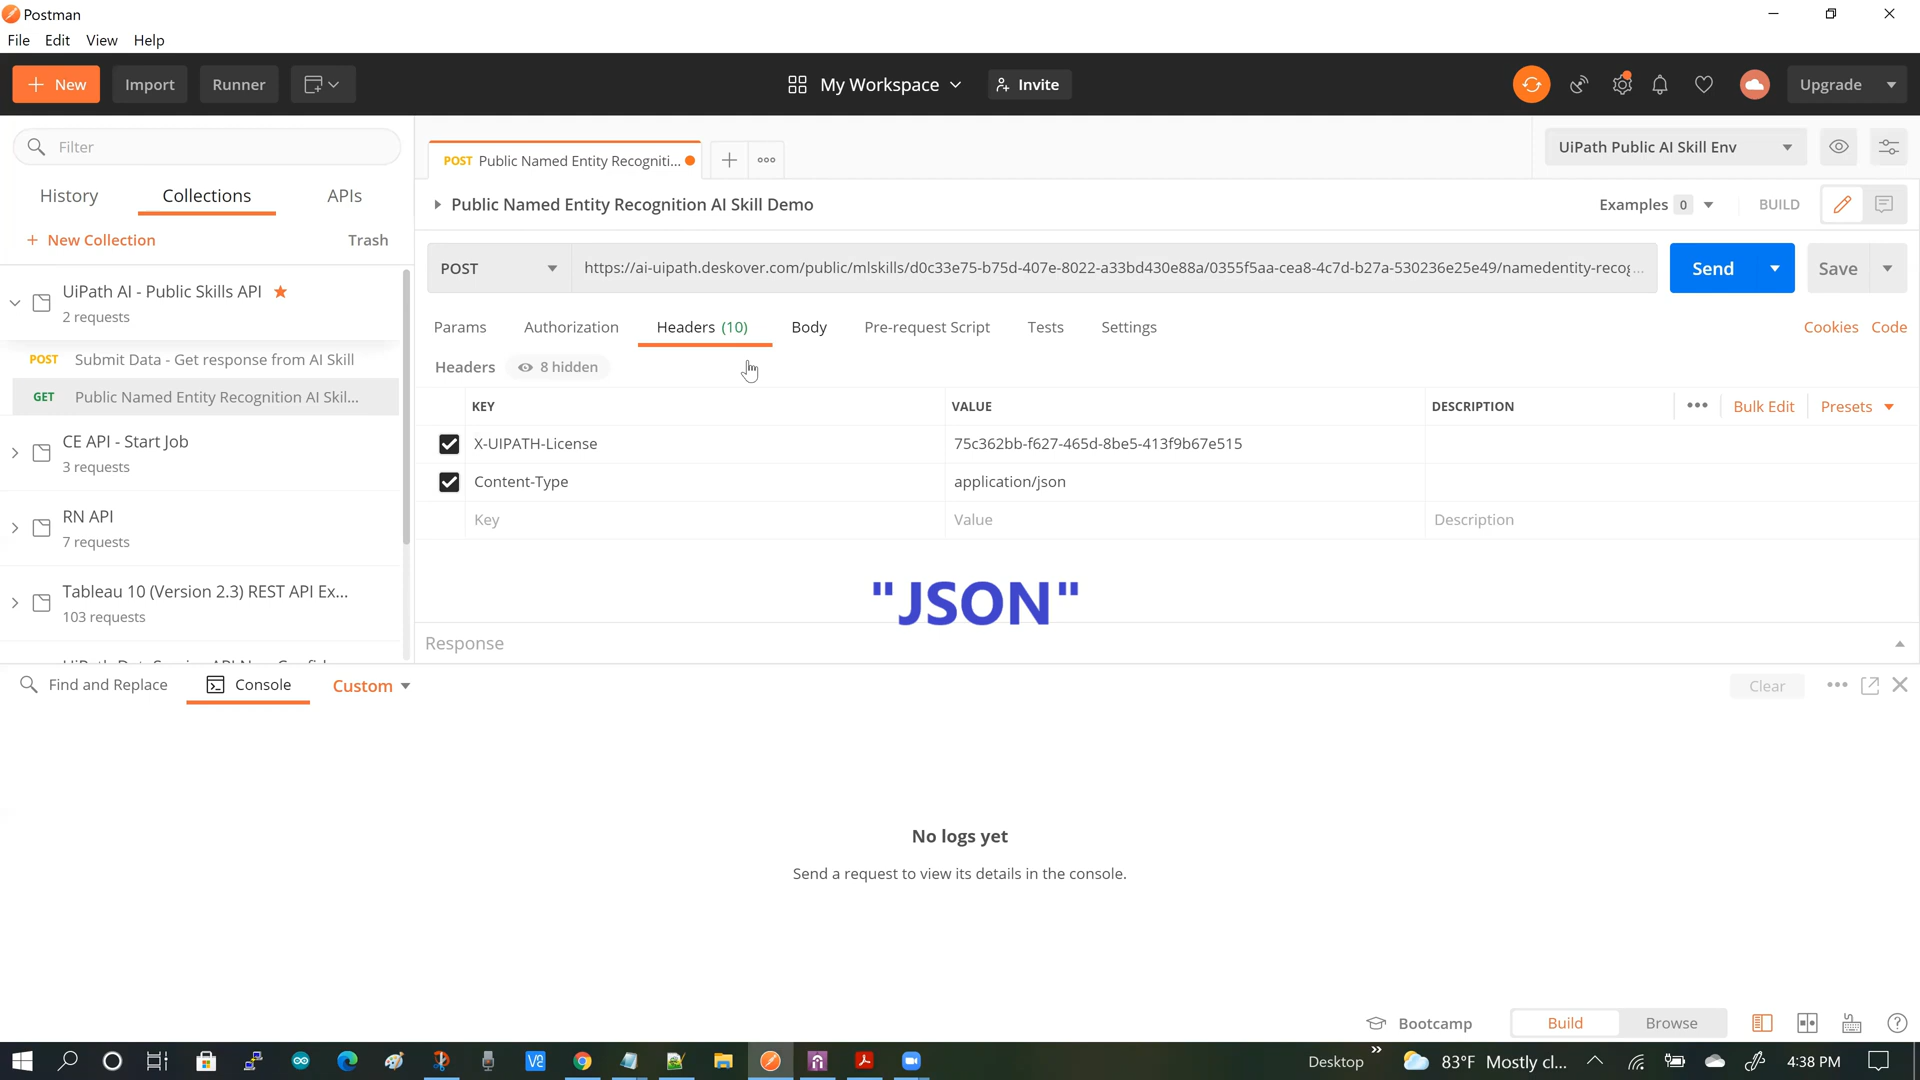 Postman
File Edit View Help
New Import Runner My Workspace Invite Upgrade
Filter
History Collections APIs
+ New Collection Trash
UiPath AI - Public Skills API
2 requests
POST Submit Data - Get response from AI Skill
GET Public Named Entity Recognition AI Skil...
CE API - Start Job
3 requests
RN API
7 requests
Tableau 10 (Version 2.3) REST API Ex...
103 requests
POST Public Named Entity Recogniti...
UiPath Public AI Skill Env
Public Named Entity Recognition AI Skill Demo
Examples 0 BUILD
POST https://ai-uipath.deskover.com/public/mlskills/d0c33e75-b75d-407e-8022-a33bd430e88a/0355f5aa-cea8-4c7d-b27a-530236e25e49/namedentity-recog... Send Save
Params Authorization Headers (10) Body Pre-request Script Tests Settings Cookies Code
Headers 8 hidden
KEY VALUE DESCRIPTION Bulk Edit Presets
X-UIPATH-License 75c362bb-f627-465d-8be5-413f9b67e515
Content-Type application/json
Key Value Description
"JSON"
Response
Find and Replace Console Custom Clear
No logs yet
Send a request to view its details in the console.
Bootcamp Build Browse
Desktop 83°F Mostly cl... 4:38 PM